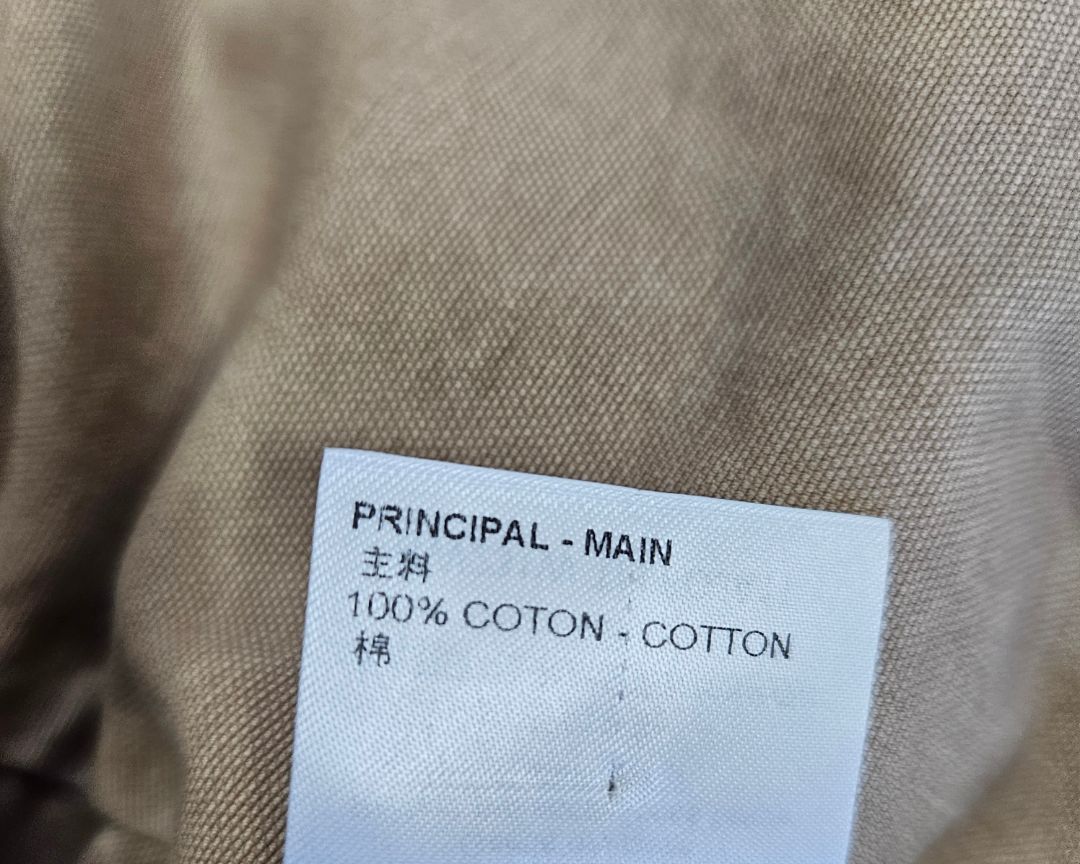 PRINCIPAL - MAIN
主料
100% COTON - COTTON
棉